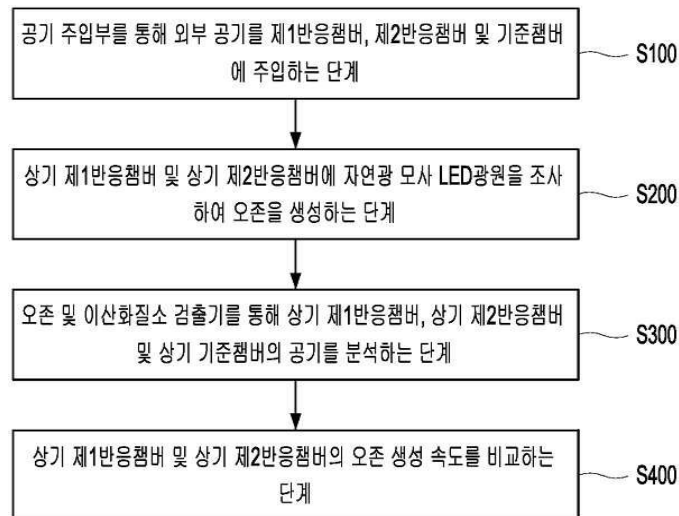 공기 주입부를 통해 외부 공기를 제1반응챔버, 제2반응챔버 및 기준챔버
에 주입하는 단계
S100
상기 제1반응챔버 및 상기 제2반응챔버에 자연광 모사 LED광원을 조사
하여 오존을 생성하는 단계
S200
오존 및 이산화질소 검출기를 통해 상기 제1반응챔버, 상기 제2반응챔버
및 상기 기준챔버의 공기를 분석하는 단계
S300
상기 제1반응챔버 및 상기 제2반응챔버의 오존 생성 속도를 비교하는
단계
S400